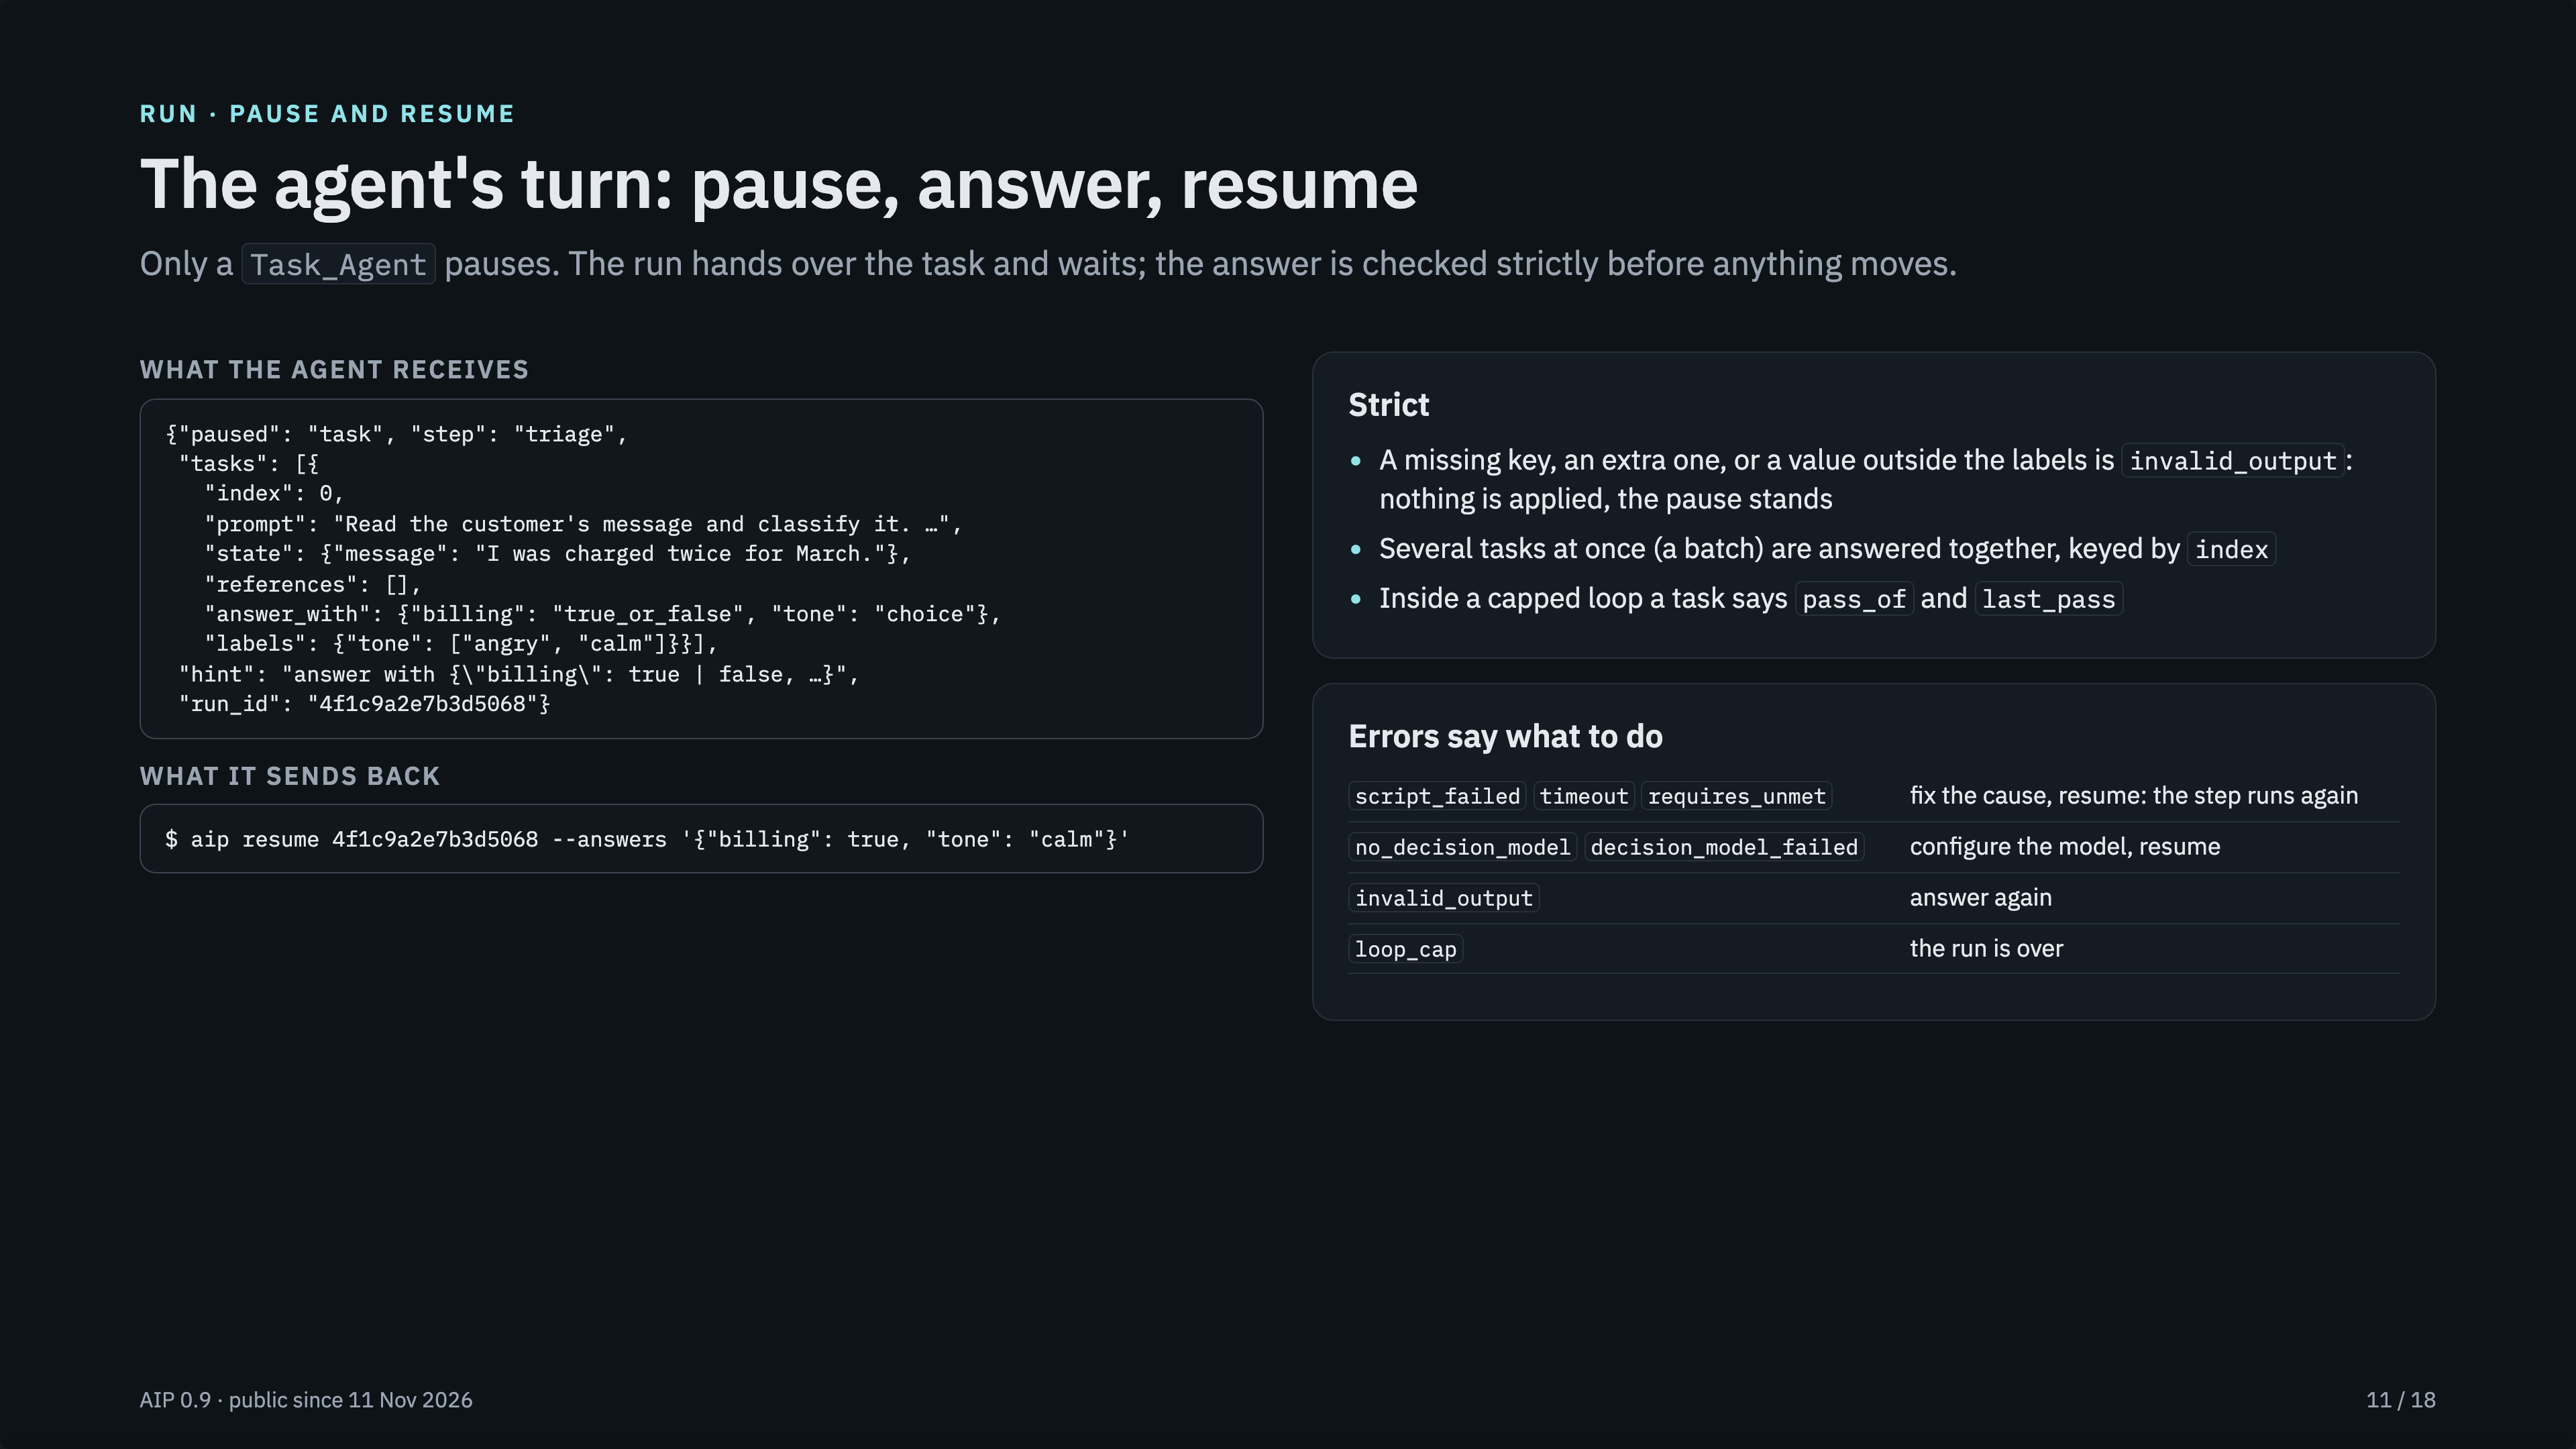 RUN · PAUSE AND RESUME
The agent's turn: pause, answer, resume
Only a Task_Agent pauses. The run hands over the task and waits; the answer is checked strictly before anything moves.
WHAT THE AGENT RECEIVES
{"paused": "task", "step": "triage",
 "tasks": [{
   "index": 0,
   "prompt": "Read the customer's message and classify it. …",
   "state": {"message": "I was charged twice for March."},
   "references": [],
   "answer_with": {"billing": "true_or_false", "tone": "choice"},
   "labels": {"tone": ["angry", "calm"]}}],
 "hint": "answer with {\"billing\": true | false, …}",
 "run_id": "4f1c9a2e7b3d5068"}
WHAT IT SENDS BACK
$ aip resume 4f1c9a2e7b3d5068 --answers '{"billing": true, "tone": "calm"}'
Strict
• A missing key, an extra one, or a value outside the labels is invalid_output:
nothing is applied, the pause stands
• Several tasks at once (a batch) are answered together, keyed by index
• Inside a capped loop a task says pass_of and last_pass
Errors say what to do
script_failed timeout requires_unmet fix the cause, resume: the step runs again
no_decision_model decision_model_failed configure the model, resume
invalid_output answer again
loop_cap the run is over
AIP 0.9 · public since 11 Nov 2026
11 / 18